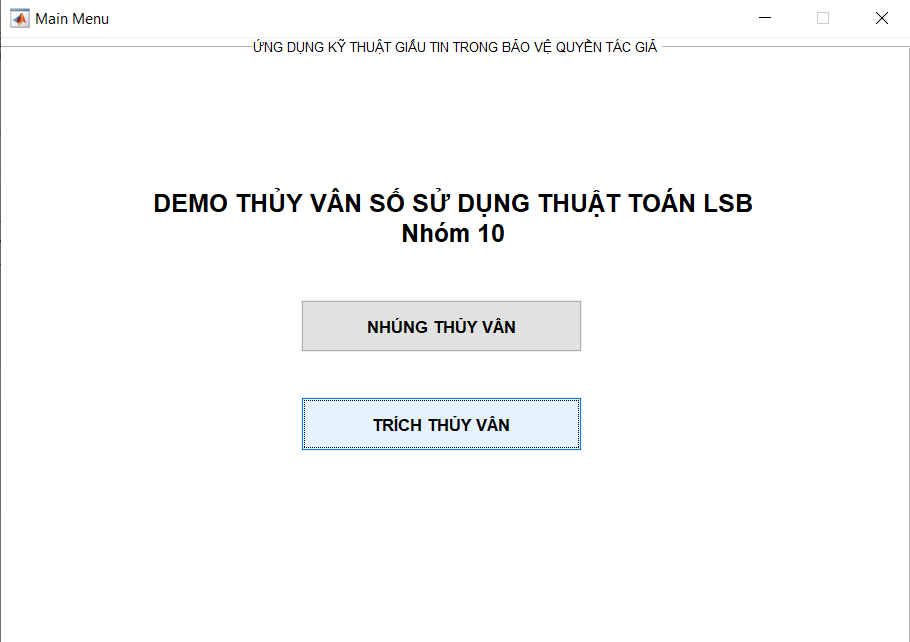 Main Menu
ỨNG DỤNG KỸ THUẬT GIẤU TIN TRONG BẢO VỆ QUYỀN TÁC GIẢ
DEMO THỦY VÂN SỐ SỬ DỤNG THUẬT TOÁN LSB
Nhóm 10
NHÚNG THỦY VÂN
TRÍCH THỦY VÂN